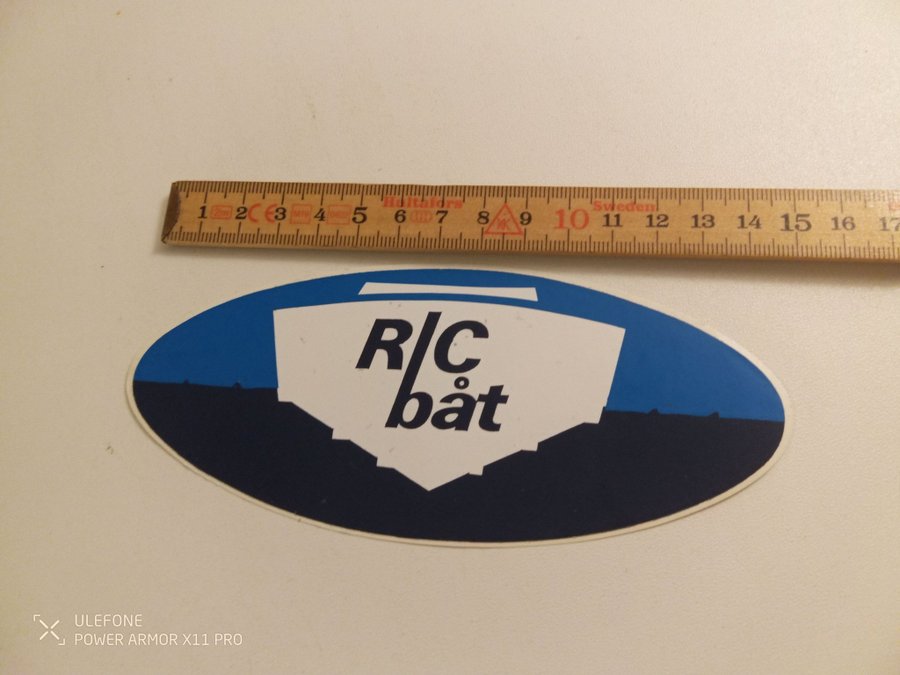 1 2 CE 3 4 5 6 7 8 9 10 11 12 13 14 15 16 17
Hultafors Sweden
R/C
båt
ULEFONE
POWER ARMOR X11 PRO